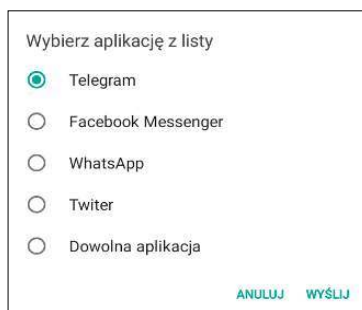 Wybierz aplikację z listy
Telegram
Facebook Messenger
WhatsApp
Twiter
Dowolna aplikacja
ANULUJ WYŚLIJ